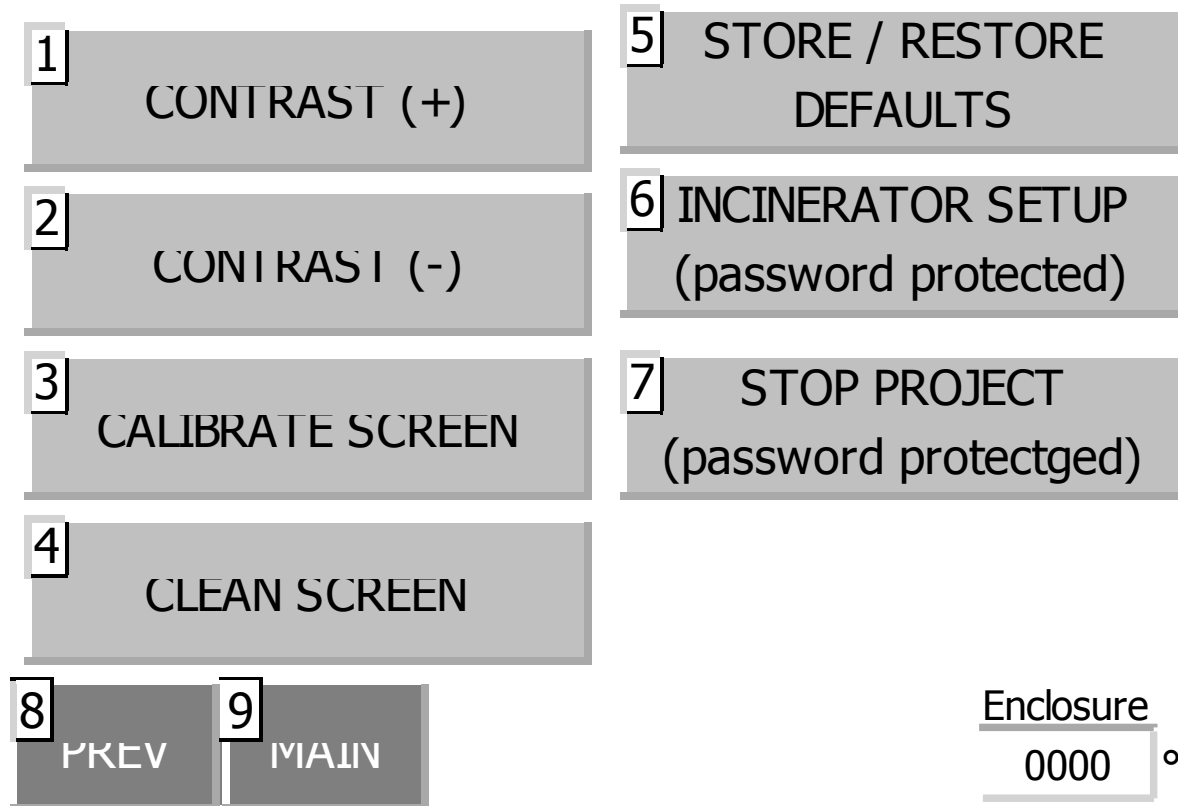 1
CONTRAST (+)
2
CONTRAST (-)
3
CALIBRATE SCREEN
4
CLEAN SCREEN
5
STORE / RESTORE
DEFAULTS
6
INCINERATOR SETUP
(password protected)
7
STOP PROJECT
(password protectged)
8
PREV
9
MAIN
Enclosure
0000 °